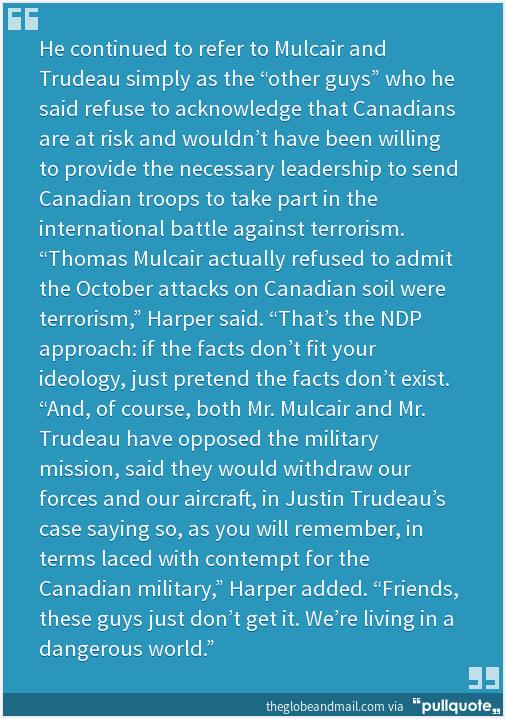 He continued to refer to Mulcair and
Trudeau simply as the “other guys” who he
said refuse to acknowledge that Canadians
are at risk and wouldn’t have been willing
to provide the necessary leadership to send
Canadian troops to take part in the
international battle against terrorism.
“Thomas Mulcair actually refused to admit
the October attacks on Canadian soil were
terrorism,” Harper said. “That’s the NDP
approach: if the facts don’t fit your
ideology, just pretend the facts don’t exist.
“And, of course, both Mr. Mulcair and Mr.
Trudeau have opposed the military
mission, said they would withdraw our
forces and our aircraft, in Justin Trudeau’s
case saying so, as you will remember, in
terms laced with contempt for the
Canadian military,” Harper added. “Friends,
these guys just don’t get it. We’re living in a
dangerous world.”
theglobeandmail.com via “pullquote„